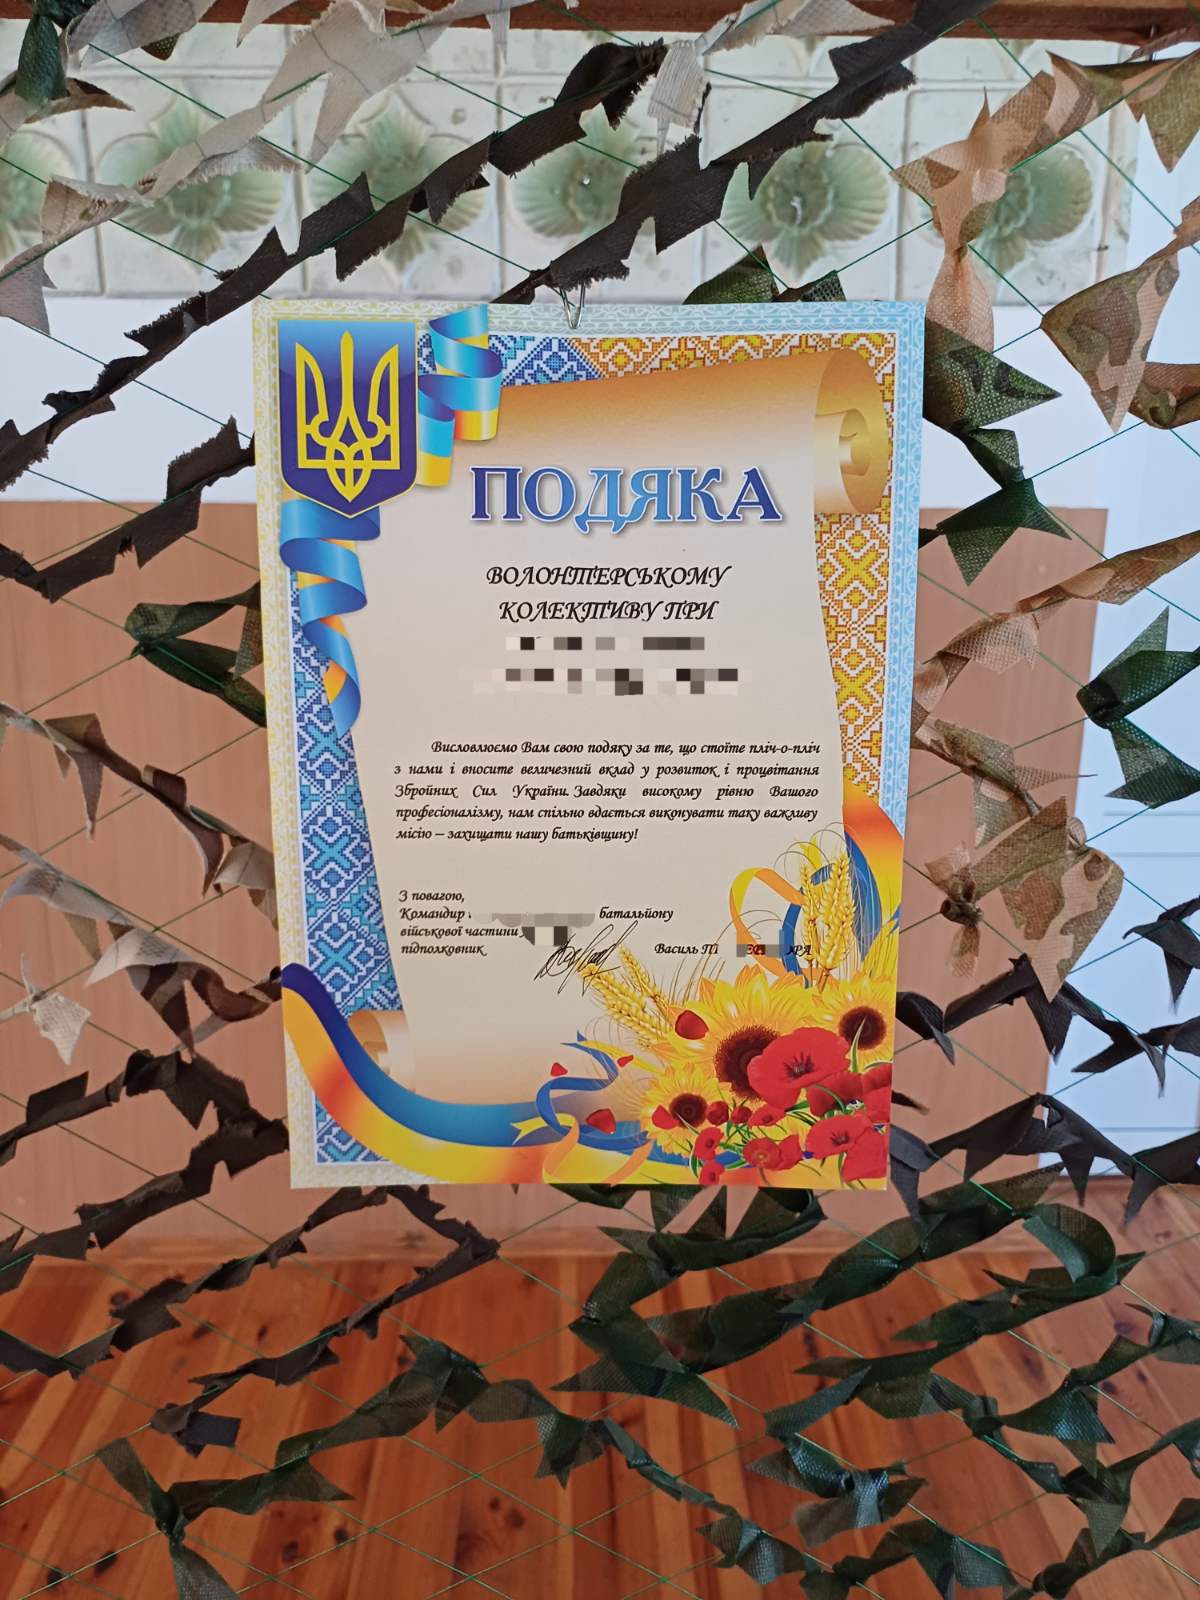 ПОДЯКА
ВОЛОНТЕРСЬКОМУ
КОЛЕКТИВУ ПРИ
Висловлюємо Вам свою подяку за те, що стоїте пліч-о-пліч
з нами і вносите величезний вклад у розвиток і процвітання
Збройних Сил України. Завдяки високому рівню Вашого
професіоналізму, нам спільно вдається виконувати таку важливу
місію – захищати нашу батьківщину!
З повагою,
Командир батальйону
військової частини
підполковник Василь